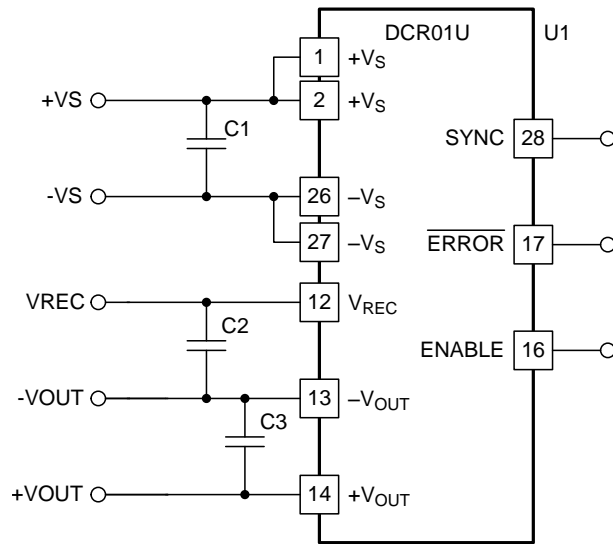 DCR01U U1
1 +VS
+VS 2 +VS
C1 SYNC 28
-VS 26 –VS
27 –VS ERROR 17
VREC 12 VREC
C2 ENABLE 16
-VOUT 13 –VOUT
C3
+VOUT 14 +VOUT